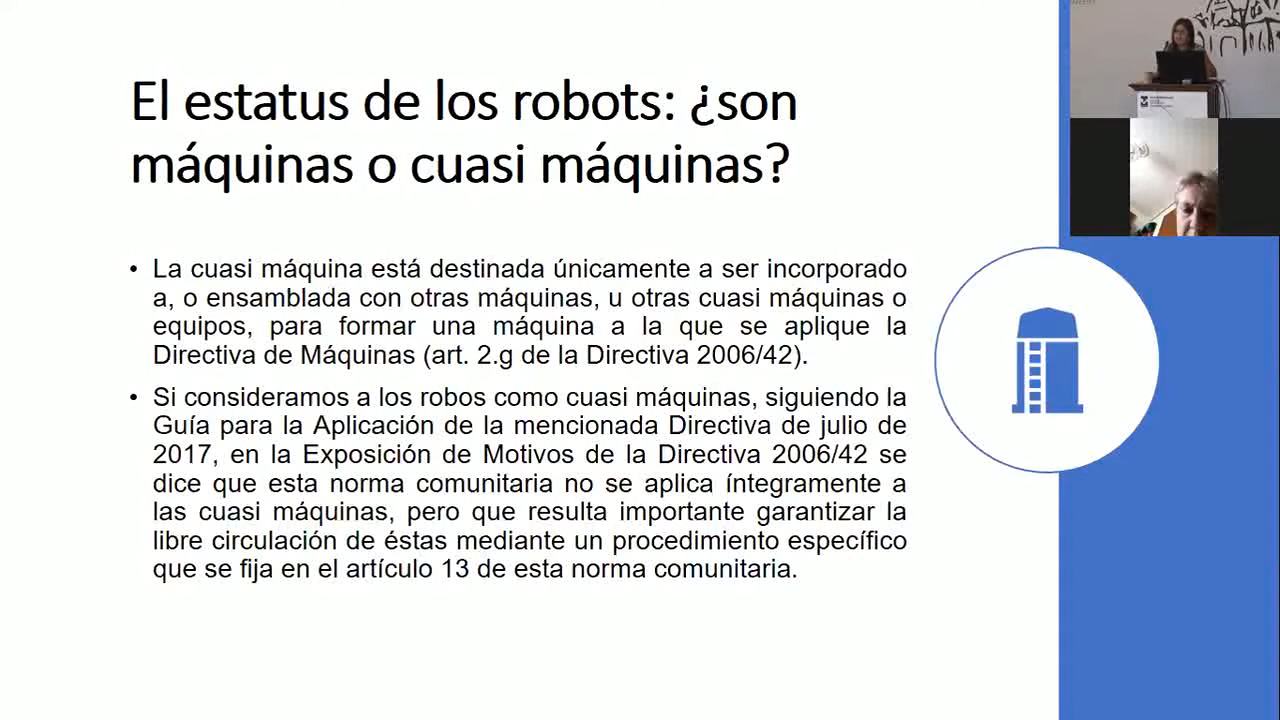 El estatus de los robots: ¿son
máquinas o cuasi máquinas?
• La cuasi máquina está destinada únicamente a ser incorporado
a, o ensamblada con otras máquinas, u otras cuasi máquinas o
equipos, para formar una máquina a la que se aplique la
Directiva de Máquinas (art. 2.g de la Directiva 2006/42).
• Si consideramos a los robos como cuasi máquinas, siguiendo la
Guía para la Aplicación de la mencionada Directiva de julio de
2017, en la Exposición de Motivos de la Directiva 2006/42 se
dice que esta norma comunitaria no se aplica íntegramente a
las cuasi máquinas, pero que resulta importante garantizar la
libre circulación de éstas mediante un procedimiento específico
que se fija en el artículo 13 de esta norma comunitaria.